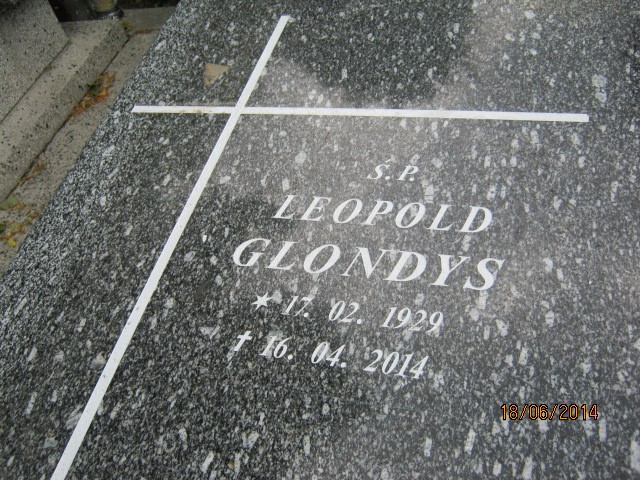 Ś.P.
LEOPOLD
GLONDYS
★ 17. 02. 1929
✝ 16. 04. 2014
18/06/2014